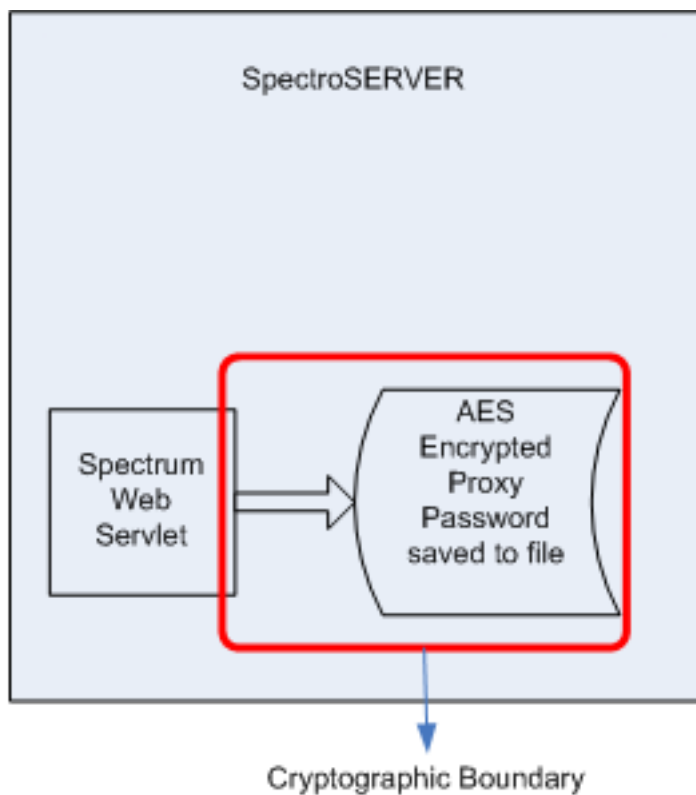 SpectroSERVER
Spectrum
Web
Servlet
AES
Encrypted
Proxy
Password
saved to file
Cryptographic Boundary